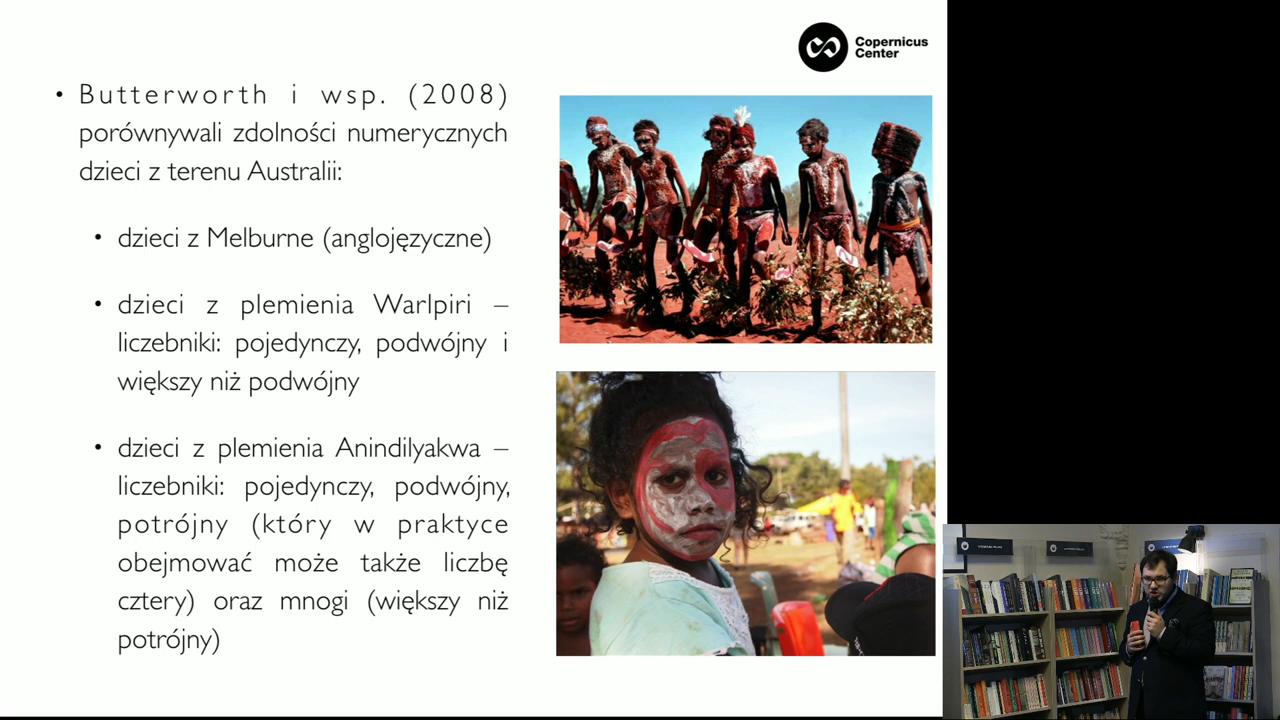 Copernicus
Center
• Butterworth i wsp. (2008)
porównywali zdolności numerycznych
dzieci z terenu Australii:
• dzieci z Melburne (anglojęzyczne)
• dzieci z plemienia Warlpiri –
liczebniki: pojedynczy, podwójny i
większy niż podwójny
• dzieci z plemienia Anindilyakwa –
liczebniki: pojedynczy, podwójny,
potrójny (który w praktyce
obejmować może także liczbę
cztery) oraz mnogi (większy niż
potrójny)